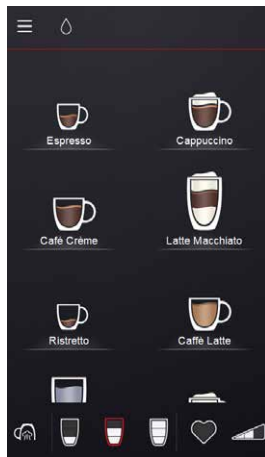 Espresso
Cappuccino
Café Crème
Latte Macchiato
Ristretto
Caffè Latte